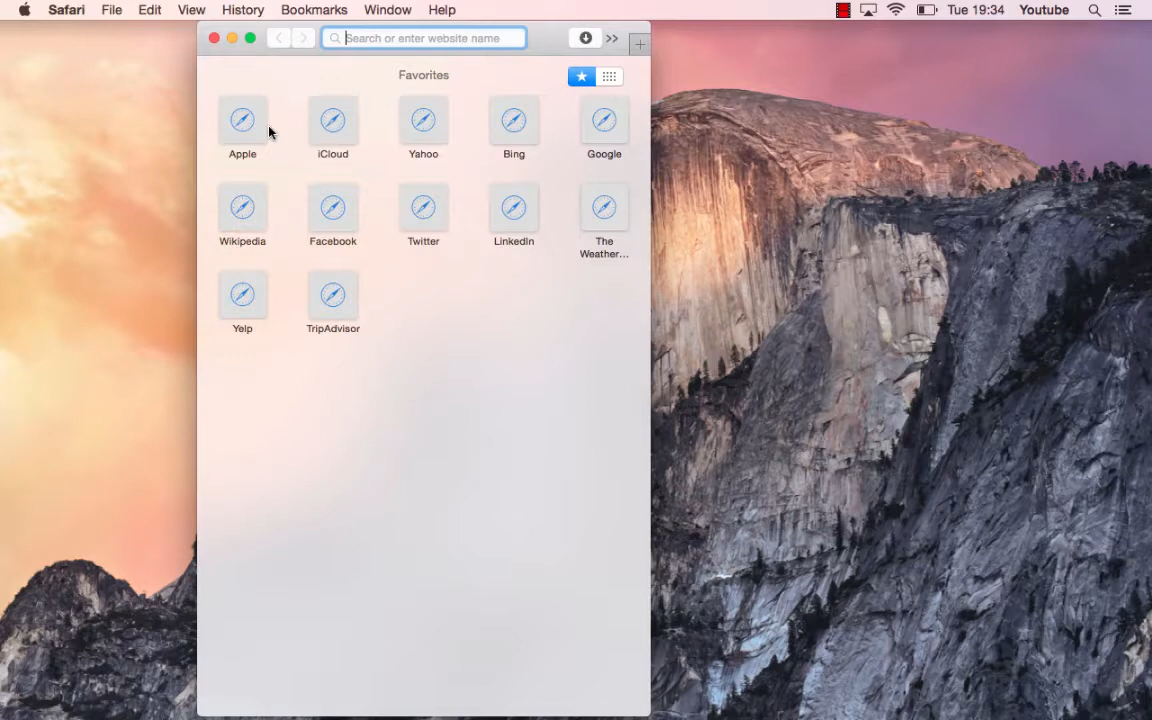 Safari File Edit View History Bookmarks Window Help Tue 19:34 Youtube
Search or enter website name
Favorites
Apple iCloud Yahoo Bing Google
Wikipedia Facebook Twitter LinkedIn The
Weather...
Yelp TripAdvisor